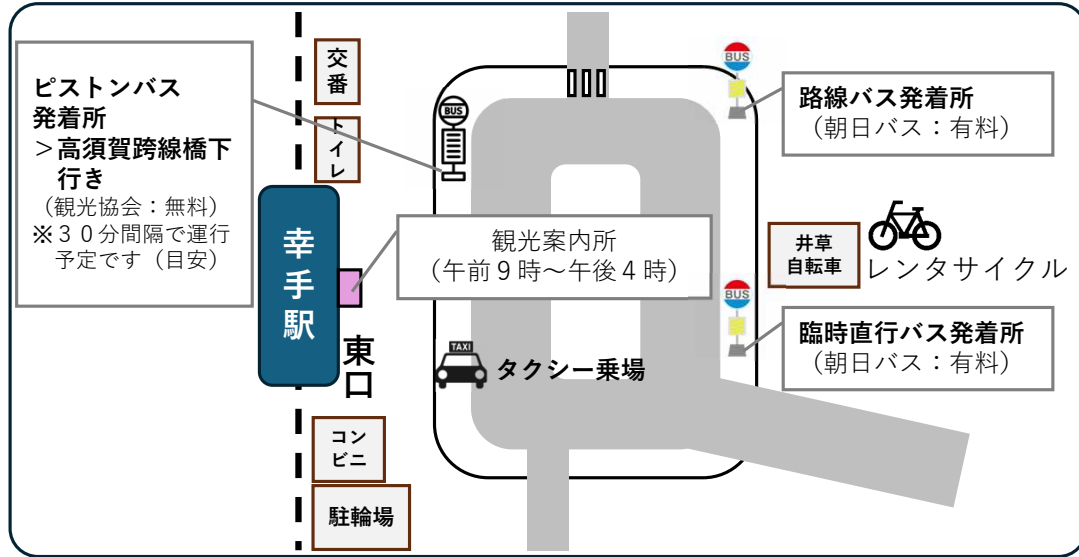 ピストンバス
発着所
＞高須賀跨線橋下
行き
（観光協会：無料）
※３０分間隔で運行
予定です（目安）
交
番
ト
イ
レ
幸
手
駅
東
口
コン
ビニ
駐輪場
BUS
観光案内所
（午前９時～午後４時）
TAXI
タクシー乗場
BUS
路線バス発着所
（朝日バス：有料）
井草
自転車
レンタサイクル
BUS
臨時直行バス発着所
（朝日バス：有料）